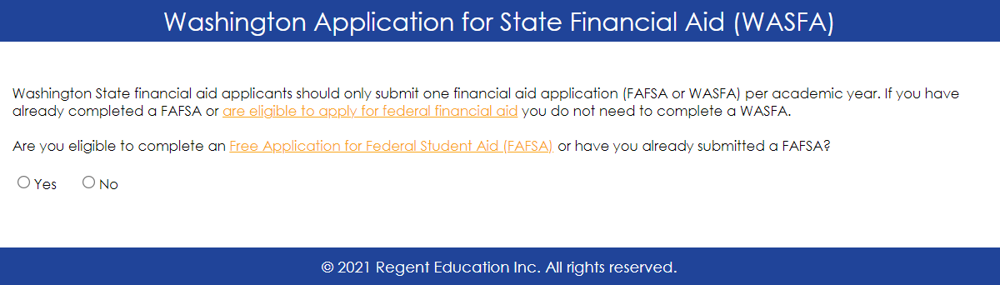 Washington Application for State Financial Aid (WASFA)
Washington State financial aid applicants should only submit one financial aid application (FAFSA or WASFA) per academic year. If you have
already completed a FAFSA or are eligible to apply for federal financial aid you do not need to complete a WASFA.
Are you eligible to complete an Free Application for Federal Student Aid (FAFSA) or have you already submitted a FAFSA?
Yes No
© 2021 Regent Education Inc. All rights reserved.